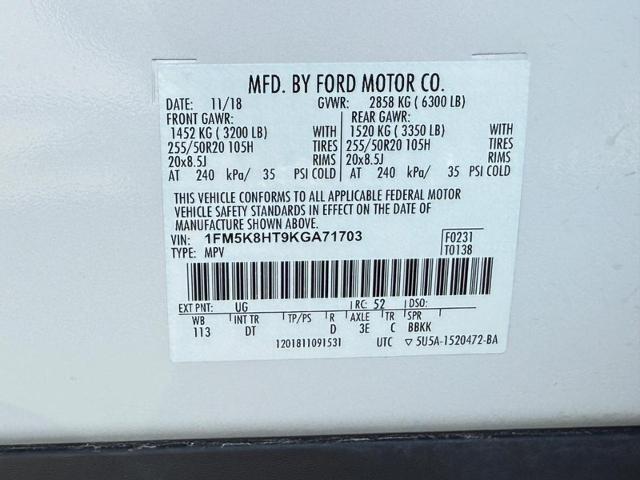 MFD. BY FORD MOTOR CO.
DATE: 11/18 GVWR: 2858 KG ( 6300 LB)
FRONT GAWR: REAR GAWR:
1452 KG ( 3200 LB) WITH 1520 KG ( 3350 LB) WITH
255/50R20 105H TIRES 255/50R20 105H TIRES
20x8.5J RIMS 20x8.5J RIMS
AT 240 kPa/ 35 PSI COLD AT 240 kPa/ 35 PSI COLD
THIS VEHICLE CONFORMS TO ALL APPLICABLE FEDERAL MOTOR
VEHICLE SAFETY STANDARDS IN EFFECT ON THE DATE OF
MANUFACTURE SHOWN ABOVE.
VIN: 1FM5K8HT9KGA71703 F0231
TYPE: MPV T0138
EXT PNT: UG RC: 52 DSO:
WB INT TR TP/PS R AXLE TR SPR
113 DT D 3E C BBKK
1201811091531 UTC ▽ 5U5A-1520472-BA